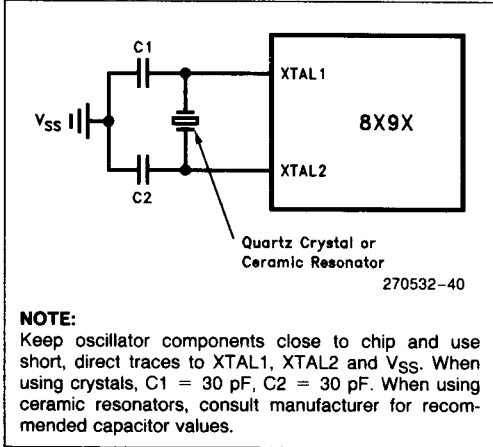 C1
XTAL1
8X9X
VSS
XTAL2
C2
Quartz Crystal or
Ceramic Resonator
270532-40
NOTE:
Keep oscillator components close to chip and use
short, direct traces to XTAL1, XTAL2 and VSS. When
using crystals, C1 = 30 pF, C2 = 30 pF. When using
ceramic resonators, consult manufacturer for recom-
mended capacitor values.